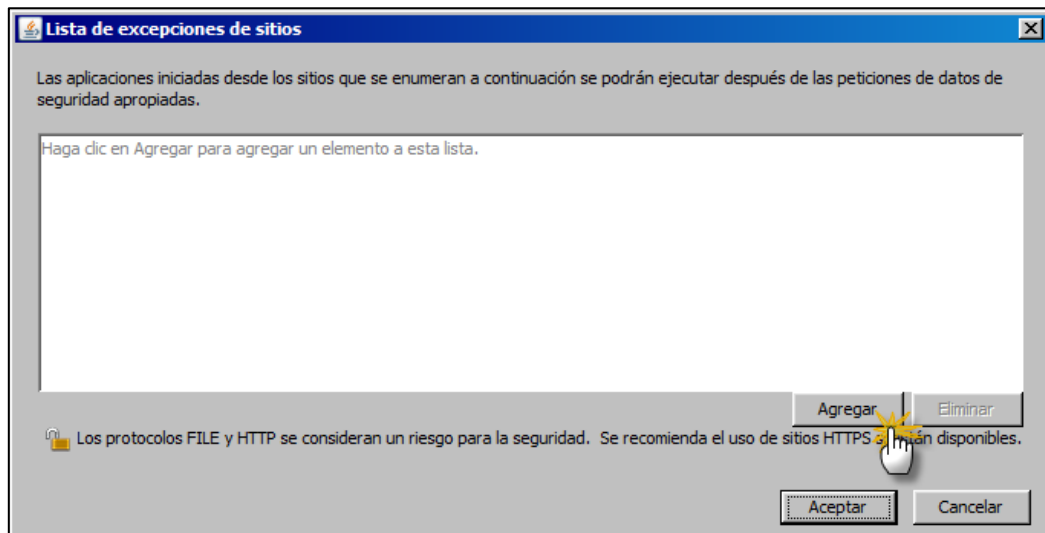 Lista de excepciones de sitios
Las aplicaciones iniciadas desde los sitios que se enumeran a continuación se podrán ejecutar después de las peticiones de datos de
seguridad apropiadas.
Haga clic en Agregar para agregar un elemento a esta lista.
Agregar Eliminar
Los protocolos FILE y HTTP se consideran un riesgo para la seguridad. Se recomienda el uso de sitios HTTPS disponibles.
Aceptar Cancelar